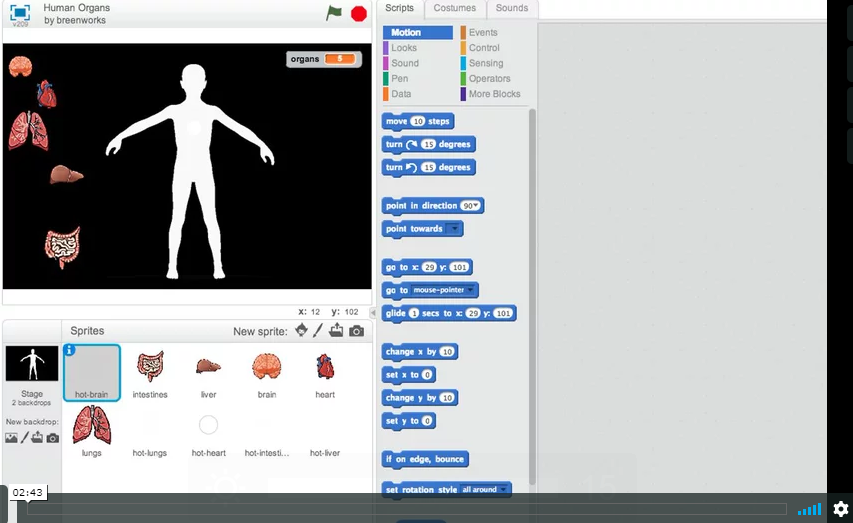 Human Organs
by breenworks
v209
organs 5
x: 12 y: 102
Sprites
New sprite:
Stage
2 backdrops
New backdrop:
hot-brain
intestines
liver
brain
heart
lungs
hot-lungs
hot-heart
hot-intesti...
hot-liver
Scripts
Costumes
Sounds
Motion
Events
Looks
Control
Sound
Sensing
Pen
Operators
Data
More Blocks
move 10 steps
turn 15 degrees
turn 15 degrees
point in direction 90
point towards
go to x: 29 y: 101
go to mouse-pointer
glide 1 secs to x: 29 y: 101
change x by 10
set x to 0
change y by 10
set y to 0
if on edge, bounce
set rotation style all around
02:43